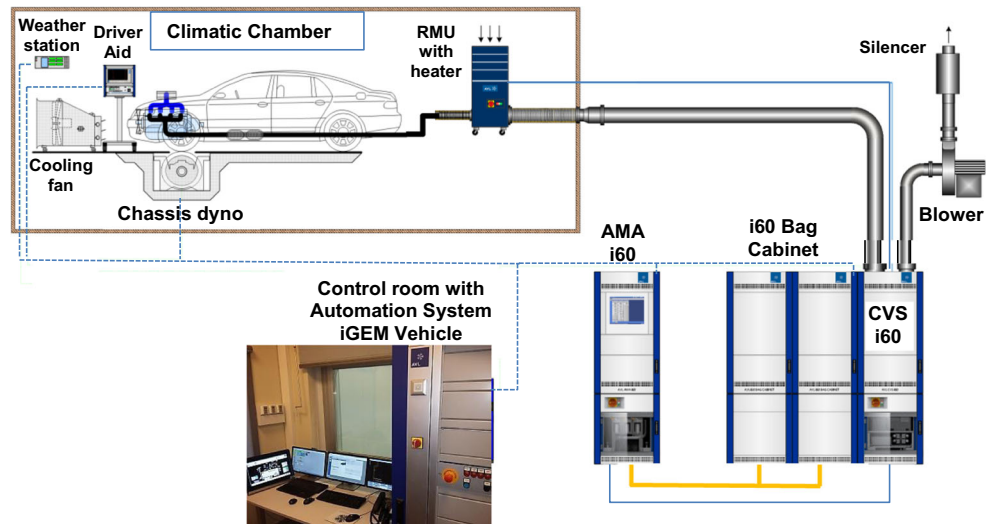 Weather
station
Driver
Aid
Climatic Chamber
RMU
with
heater
Silencer
Cooling
fan
Chassis dyno
Blower
AMA
i60
i60 Bag
Cabinet
CVS
i60
Control room with
Automation System
iGEM Vehicle
AVL